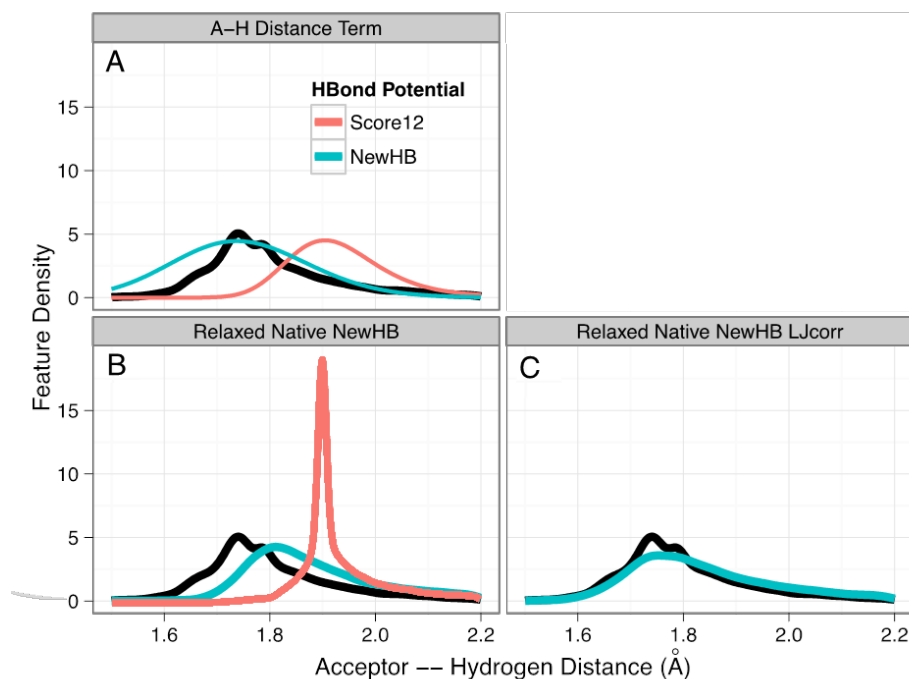 A–H Distance Term
A
HBond Potential
Score12
NewHB
15
10
5
0
Feature Density
Relaxed Native NewHB
Relaxed Native NewHB LJcorr
B
C
15
10
5
0
1.6 1.8 2.0 2.2
1.6 1.8 2.0 2.2
Acceptor –– Hydrogen Distance (Å)